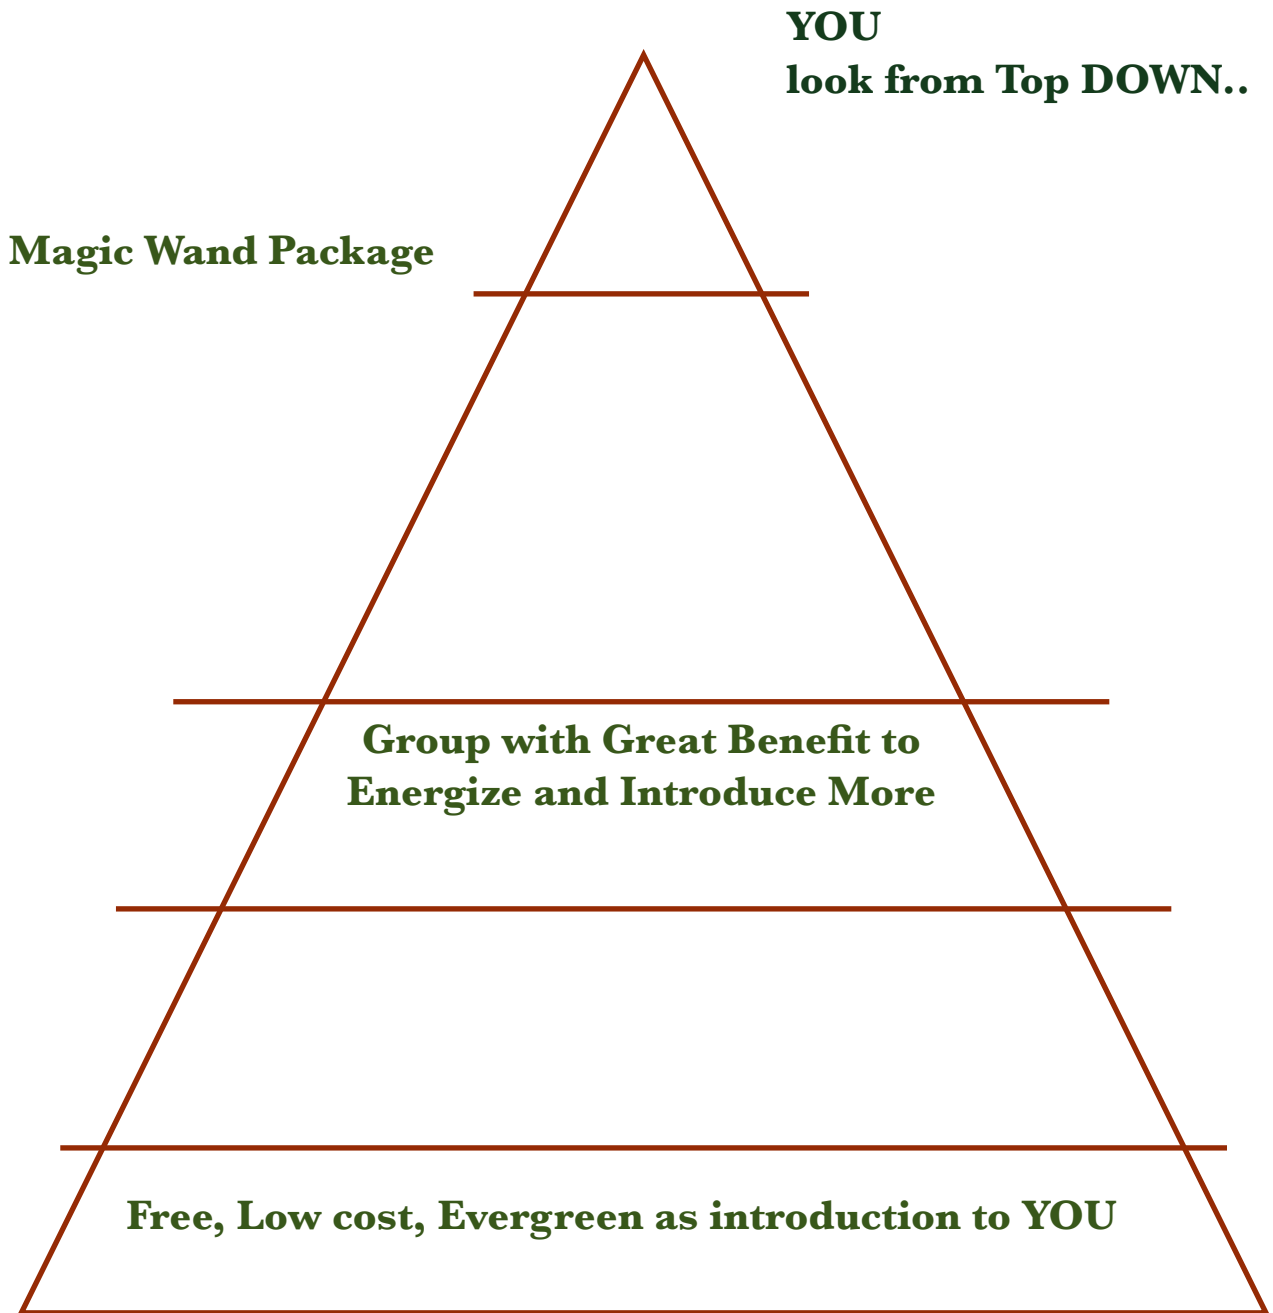 YOU
look from Top DOWN..
Magic Wand Package
Group with Great Benefit to
Energize and Introduce More
Free, Low cost, Evergreen as introduction to YOU